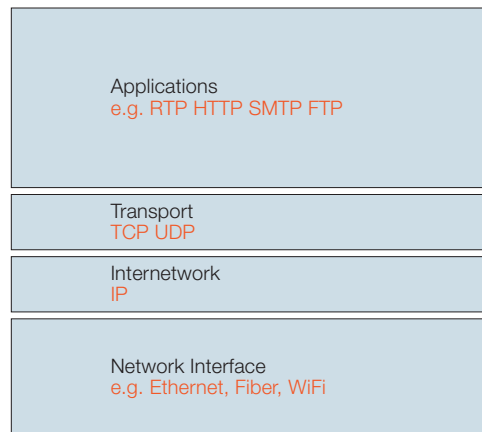 Applications
e.g. RTP HTTP SMTP FTP
Transport
TCP UDP
Internetwork
IP
Network Interface
e.g. Ethernet, Fiber, WiFi